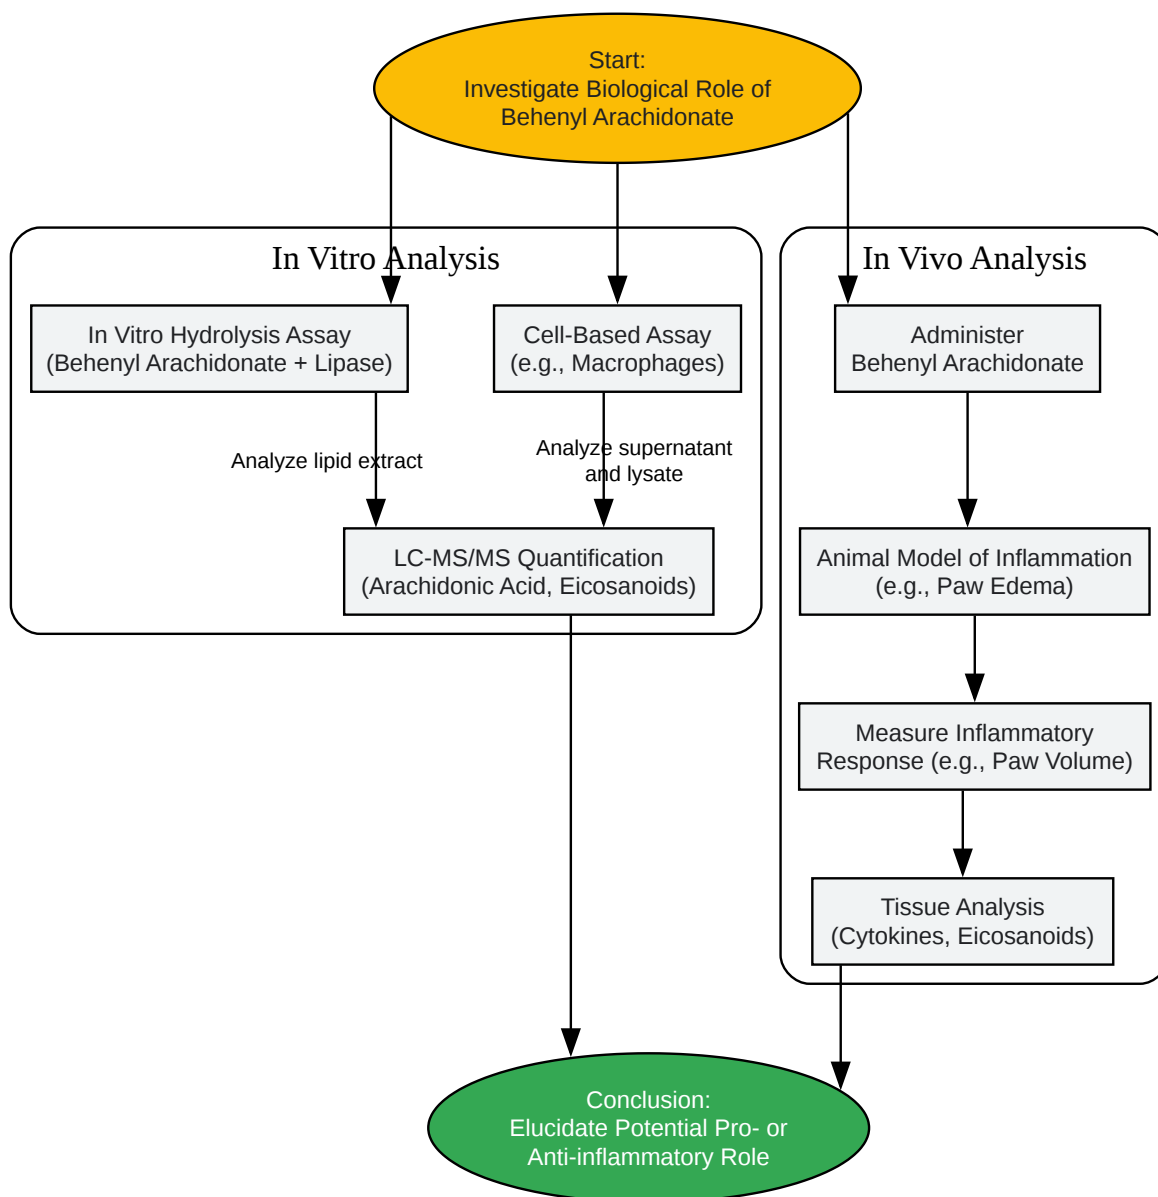 Start:
Investigate Biological Role of
Behenyl Arachidonate
In Vitro Analysis
In Vitro Hydrolysis Assay
(Behenyl Arachidonate + Lipase)
Cell-Based Assay
(e.g., Macrophages)
Analyze lipid extract
Analyze supernatant
and lysate
LC-MS/MS Quantification
(Arachidonic Acid, Eicosanoids)
In Vivo Analysis
Administer
Behenyl Arachidonate
Animal Model of Inflammation
(e.g., Paw Edema)
Measure Inflammatory
Response (e.g., Paw Volume)
Tissue Analysis
(Cytokines, Eicosanoids)
Conclusion:
Elucidate Potential Pro- or
Anti-inflammatory Role